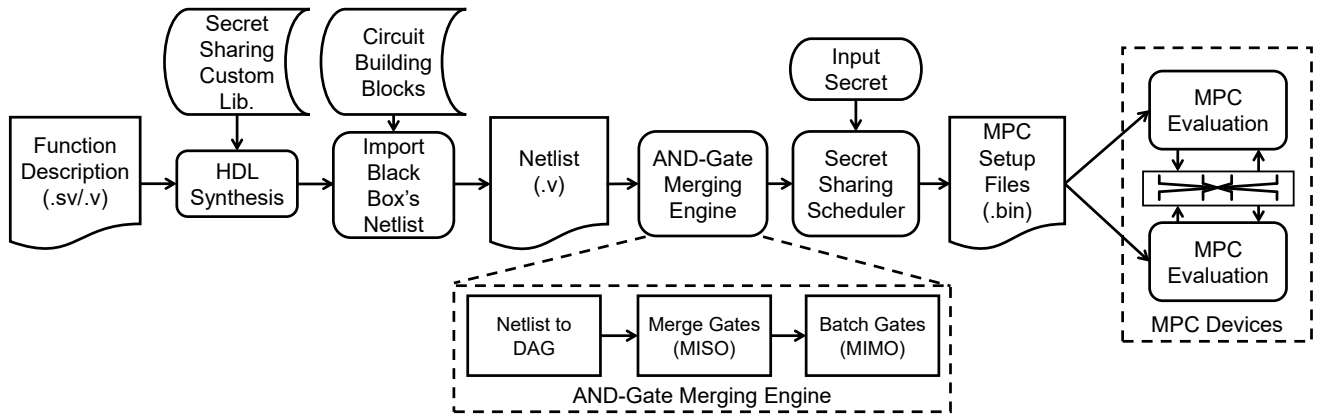 Secret
Sharing
Custom
Lib.
Circuit
Building
Blocks
Input
Secret
Function
Description
(.sv/.v)
HDL
Synthesis
Import
Black
Box's
Netlist
Netlist
(.v)
AND-Gate
Merging
Engine
Secret
Sharing
Scheduler
MPC
Setup
Files
(.bin)
MPC
Evaluation
MPC
Evaluation
MPC Devices
Netlist to
DAG
Merge Gates
(MISO)
Batch Gates
(MIMO)
AND-Gate Merging Engine